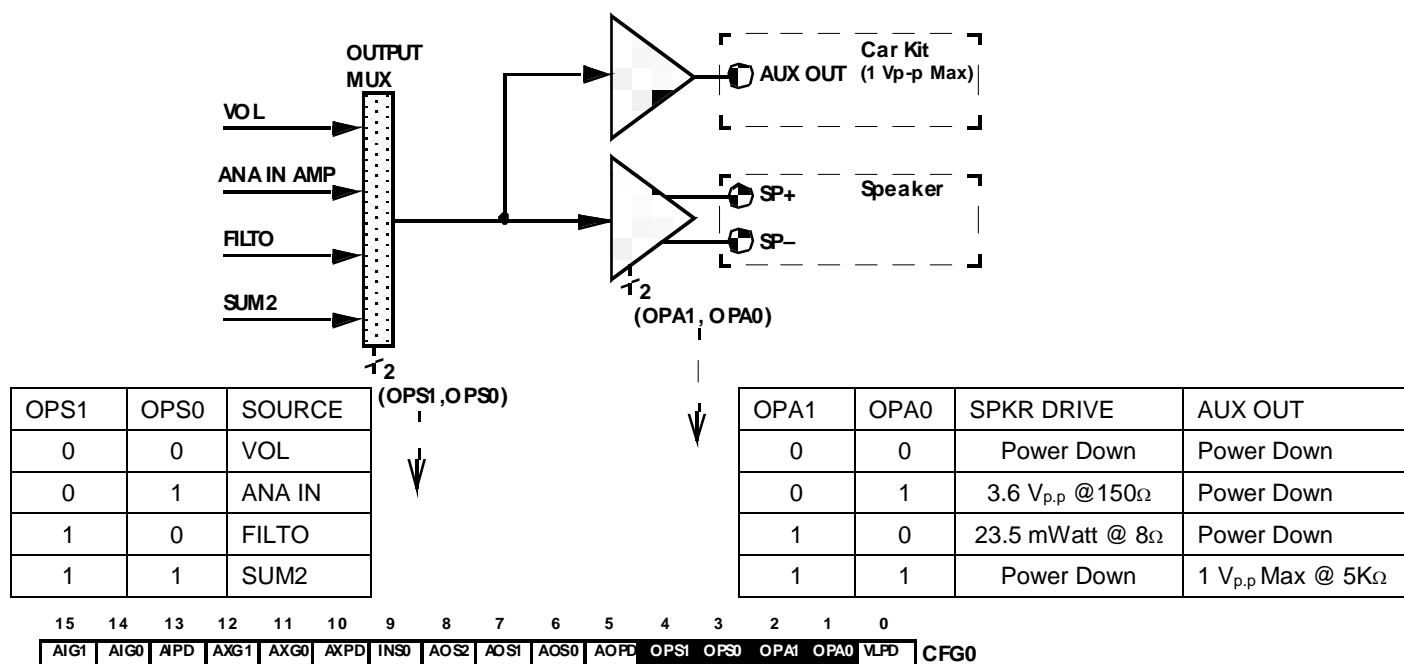 OUTPUT
MUX
VOL
ANA IN AMP
FILTO
SUM2
2
(OPS1,OPS0)
Car Kit
AUX OUT (1 Vp-p Max)
SP+ Speaker
SP–
2
(OPA1, OPA0)
OPS1 OPS0 SOURCE
0 0 VOL
0 1 ANA IN
1 0 FILTO
1 1 SUM2
OPA1 OPA0 SPKR DRIVE AUX OUT
0 0 Power Down Power Down
0 1 3.6 Vp.p @150Ω Power Down
1 0 23.5 mWatt @ 8Ω Power Down
1 1 Power Down 1 Vp.p Max @ 5KΩ
15 14 13 12 11 10 9 8 7 6 5 4 3 2 1 0
AIG1 AIG0 AIPD AXG1 AXG0 AXPD INS0 AOS2 AOS1 AOS0 AOPD OPS1 OPS0 OPA1 OPA0 VLPD CFG0